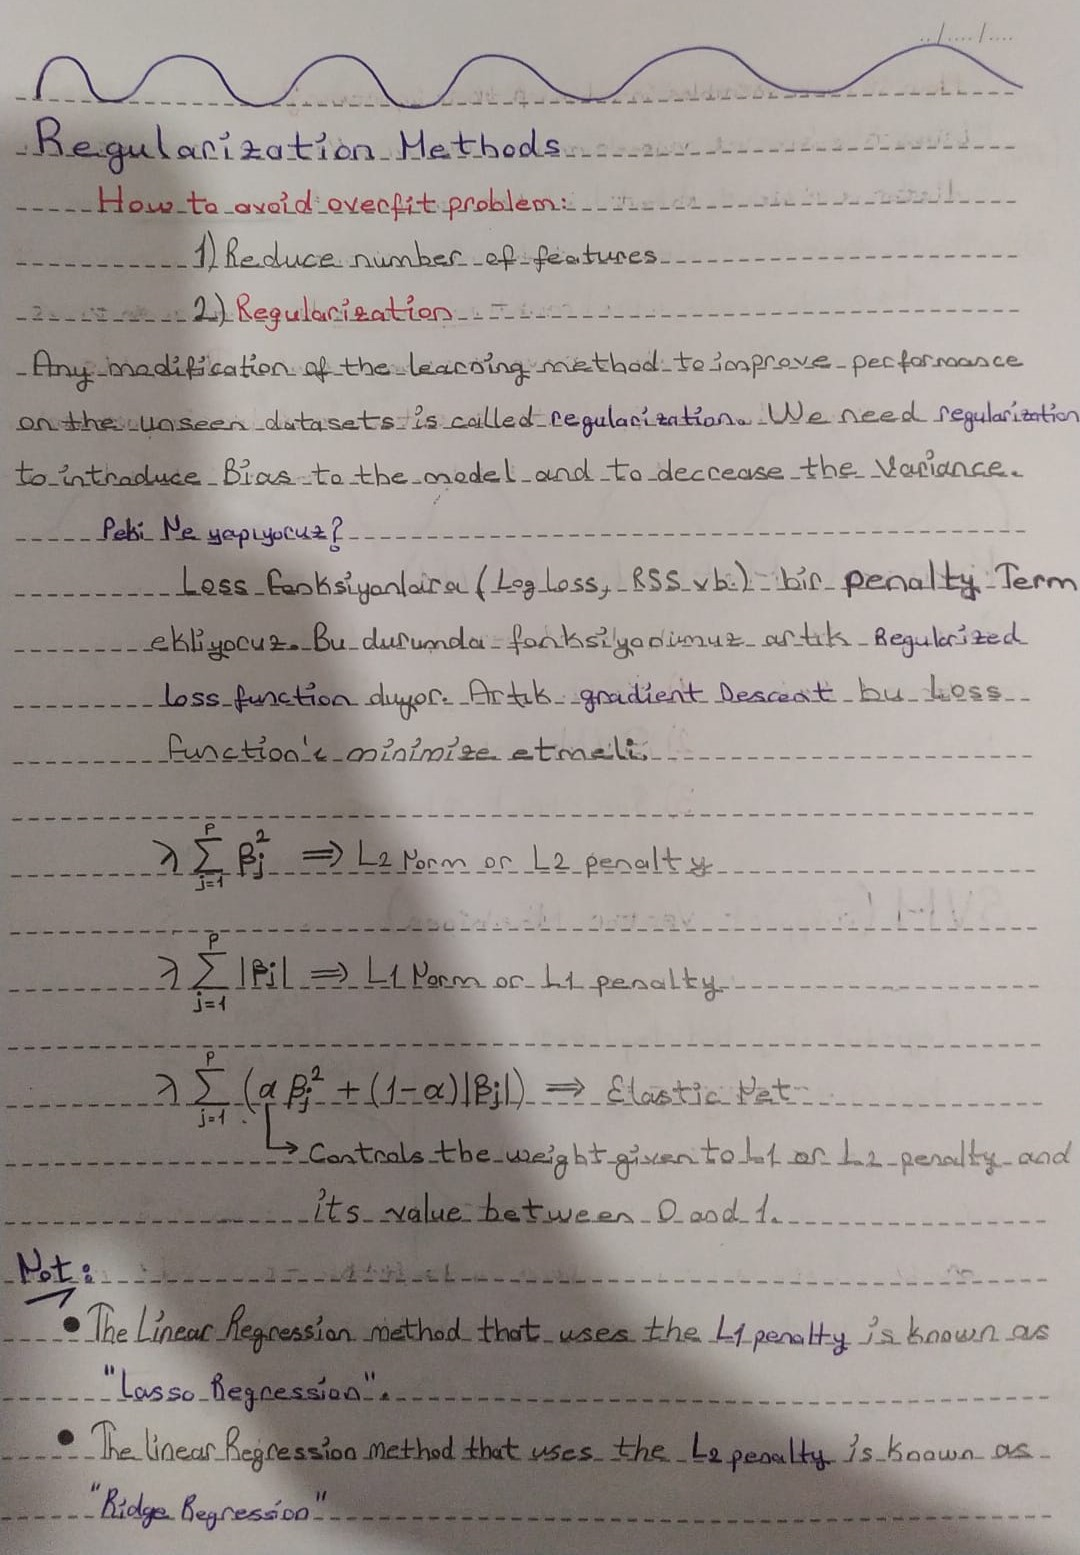 ../..../....
Regularization Methods
How to avoid overfit problem:
1) Reduce number of features
2) Regularization
Any modification of the learning method to improve performance
on the unseen datasets is called regularization. We need regularization
to introduce Bias to the model and to decrease the Variance.
Peki Ne yapıyoruz?
Loss fonksiyonlara (Log Loss, RSS vb.) bir penalty Term
ekliyoruz. Bu durumda fonksiyonumuz artık Regularized
loss function oluyor. Artık gradient Descent bu Loss
function'ı minimize etmeli.
λ Σ_{j=1}^{p} βj² ⟹ L2 Norm or L2 penalty
λ Σ_{j=1}^{p} |βj| ⟹ L1 Norm or L1 penalty
λ Σ_{j=1}^{p} (α βj² + (1-α)|βj|) ⟹ Elastic Net
Controls the weight given to L1 or L2 penalty and
its value between 0 and 1.
Not:
• The Linear Regression method that uses the L1 penalty is known as
"Lasso Regression".
• The linear Regression method that uses the L2 penalty is known as
"Ridge Regression"